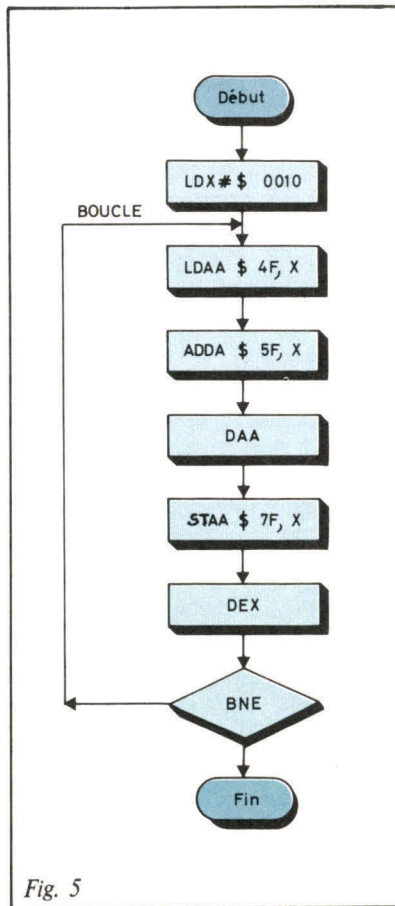 Début
LDX#$ 0010
BOUCLE
LDAA $ 4F, X
ADDA $ 5F, X
DAA
STAA $ 7F, X
DEX
BNE
Fin
Fig. 5